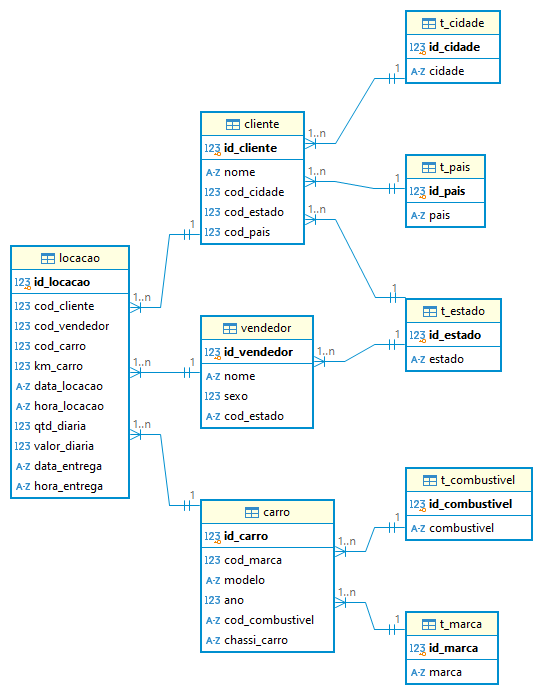 t_cidade
123 id_cidade
A-Z cidade
1
cliente
123 id_cliente
A-Z nome
123 cod_cidade
123 cod_estado
123 cod_pais
1..n
1..n
1..n
1
t_pais
123 id_pais
A-Z pais
1
locacao
123 id_locacao
123 cod_cliente
123 cod_vendedor
123 cod_carro
123 km_carro
A-Z data_locacao
A-Z hora_locacao
123 qtd_diaria
123 valor_diaria
A-Z data_entrega
A-Z hora_entrega
1..n
1..n
1..n
1
t_estado
123 id_estado
A-Z estado
1
1
vendedor
123 id_vendedor
A-Z nome
123 sexo
A-Z cod_estado
1..n
1
carro
123 id_carro
123 cod_marca
A-Z modelo
123 ano
A-Z cod_combustivel
A-Z chassi_carro
1..n
1..n
t_combustivel
123 id_combustivel
A-Z combustivel
1
t_marca
123 id_marca
A-Z marca
1